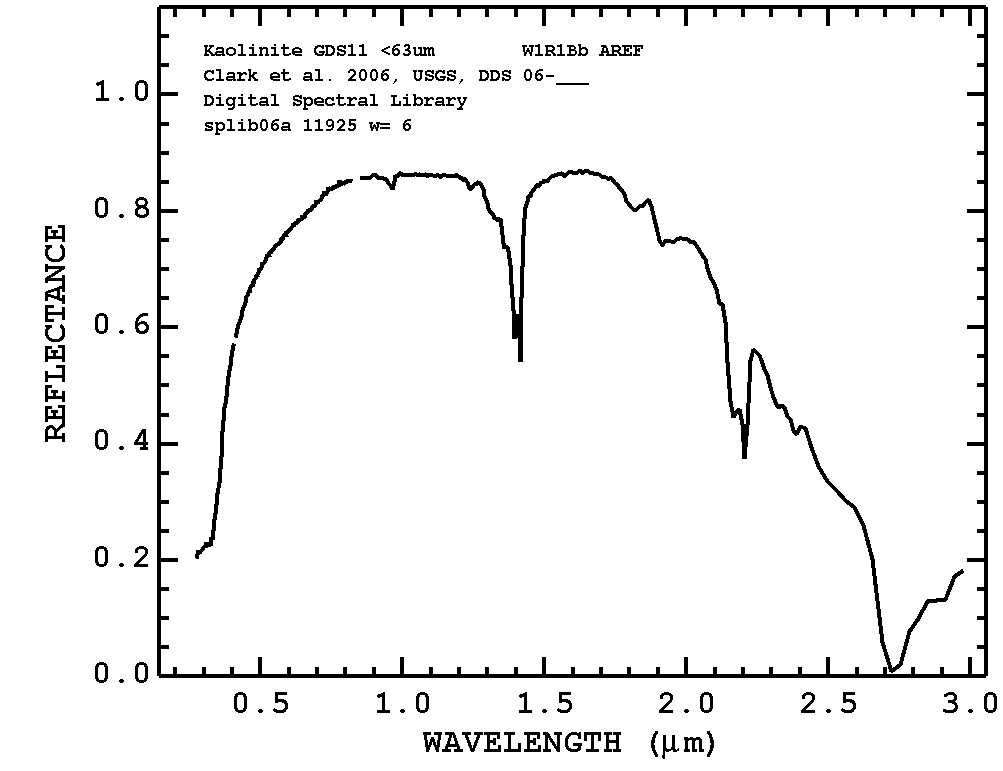 Kaolinite GDS11 <63um W1R1Bb AREF
Clark et al. 2006, USGS, DDS 06-___
Digital Spectral Library
splib06a 11925 w= 6
REFLECTANCE
1.0
0.8
0.6
0.4
0.2
0.0
0.5 1.0 1.5 2.0 2.5 3.0
WAVELENGTH (μm)